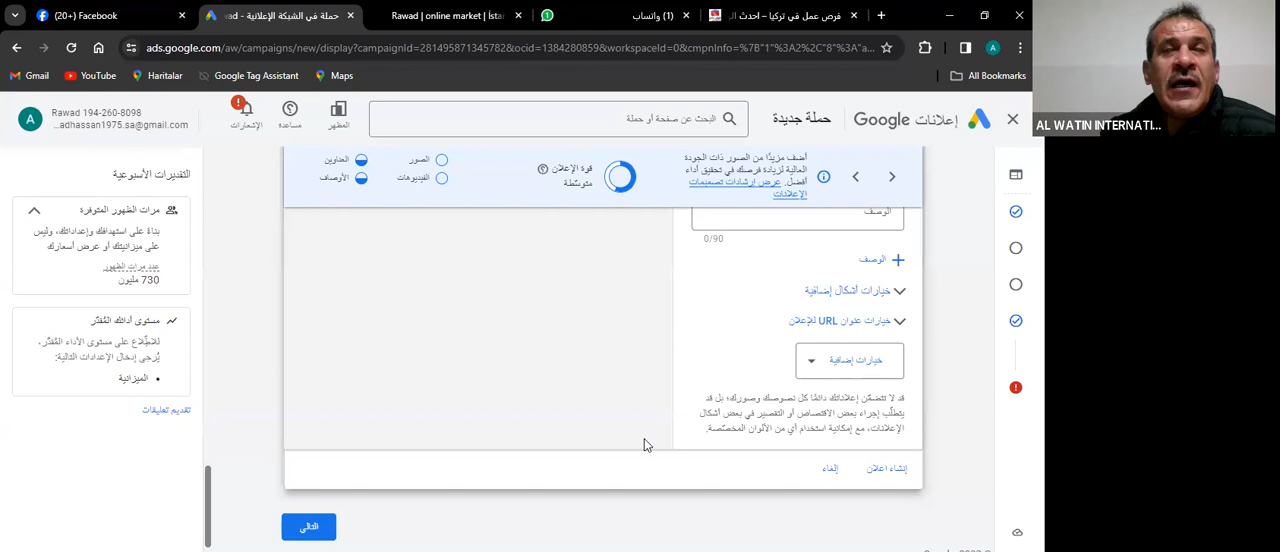 (20+) Facebook
حملة في الشبكة الإعلانية - wad
Rawad | online market | İsta
(1) واتساب
فرص عمل في تركيا – احدث ال
ads.google.com/aw/campaigns/new/display?campaignId=281495871345782&ocid=1384280859&workspaceId=0&cmpnInfo=%7B"1"%3A2%2C"8"%3A"a...
Gmail
YouTube
Haritalar
Google Tag Assistant
Maps
All Bookmarks
AL WATIN INTERNATI...
إعلانات Google
حملة جديدة
البحث عن صفحة أو حملة
المظهر
مساعدة
الإشعارات
Rawad 194-260-8098
...adhassan1975.sa@gmail.com
أضف مزيدًا من الصور ذات الجودة
العالية لزيادة فرصك في تحقيق أداء
أفضل. عرض إرشادات تصميمات
الإعلانات
قوة الإعلان
متوسّطة
الصور
الفيديوهات
العناوين
الأوصاف
الوصف
0/90
الوصف
خيارات أشكال إضافية
خيارات عنوان URL للإعلان
خيارات إضافية
قد لا تتضمّن إعلاناتك دائمًا كل نصوصك وصورك؛ بل قد
يتطلّب إجراء بعض الاقتصاص أو التقصير في بعض أشكال
الإعلانات، مع إمكانية استخدام أي من الألوان المخصّصة.
إنشاء اعلان
إلغاء
التالي
التقديرات الأسبوعية
مرات الظهور المتوفرة
بناءً على استهدافك وإعداداتك، وليس
على ميزانيتك أو عرض أسعارك
عدد مرات الظهور
730 مليون
مستوى أدائك المُقدَّر
للاطّلاع على مستوى الأداء المُقدَّر،
يُرجى إدخال الإعدادات التالية:
الميزانية
تقديم تعليقات